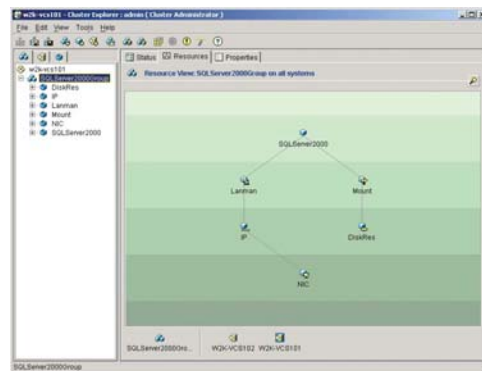 w2k-vcs101 - Cluster Explorer : admin ( Cluster Administrator )
File Edit View Tools Help
Status Resources Properties
w2k-vcs101
SQLServer2000Group
DiskRes
IP
Lanman
Mount
NIC
SQLServer2000
Resource View: SQLServer2000Group on all systems
SQLServer2000
Lanman Mount
IP DiskRes
NIC
SQLServer2000Gro... W2K-VCS102 W2K-VCS101
SQLServer2000Group